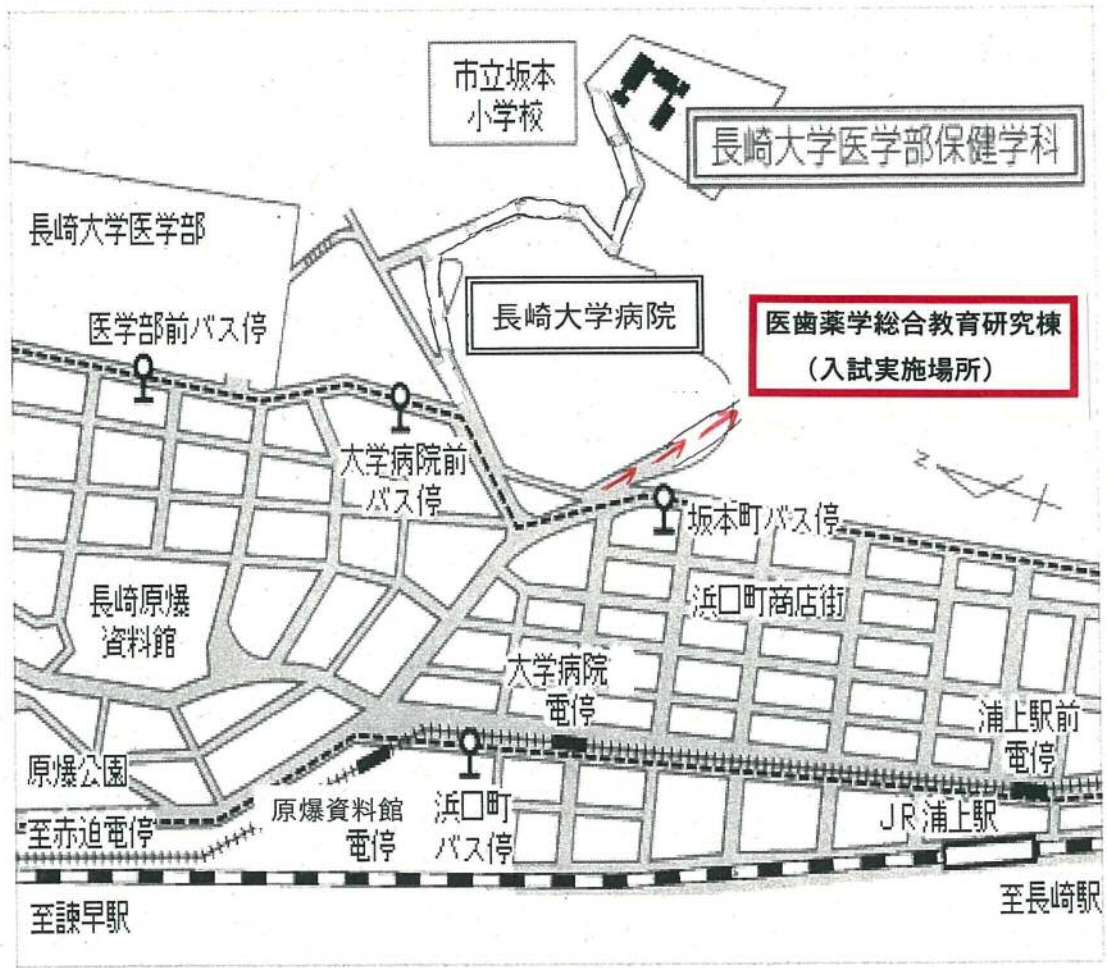 市立坂本
小学校
長崎大学医学部保健学科
長崎大学医学部
長崎大学病院
医歯薬学総合教育研究棟
(入試実施場所)
医学部前バス停
大学病院前
バス停
Z
坂本町バス停
長崎原爆
資料館
浜口町商店街
大学病院
電停
浦上駅前
電停
原爆公園
至赤迫電停
原爆資料館
電停
浜口町
バス停
JR浦上駅
至諫早駅
至長崎駅